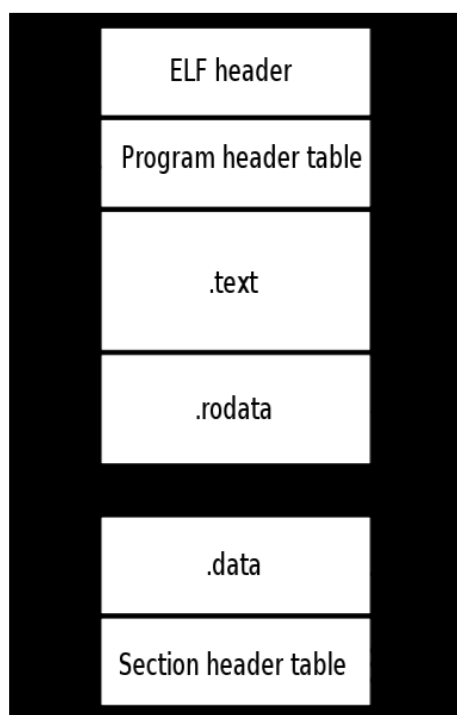 ELF header
Program header table
.text
.rodata
.data
Section header table